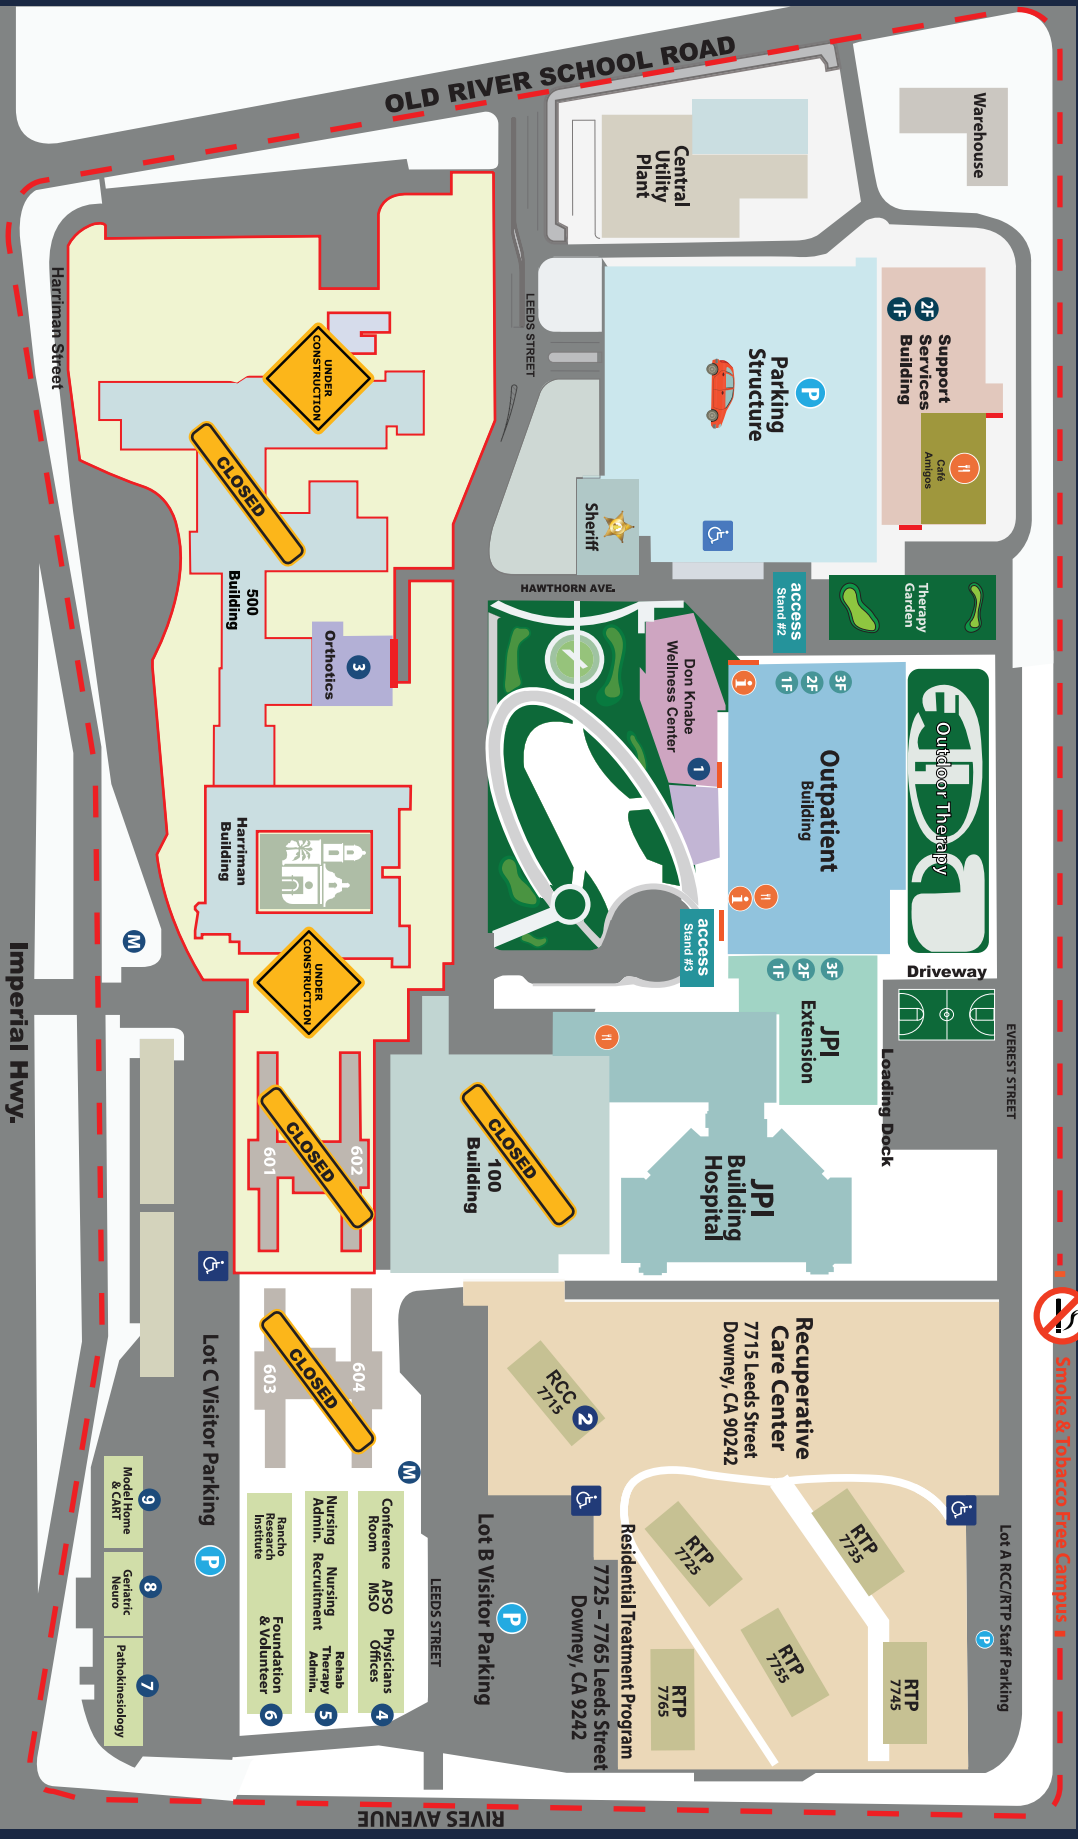 OLD RIVER SCHOOL ROAD
Warehouse
Central
Utility
Plant
Harriman Street
LEEDS STREET
UNDER
CONSTRUCTION
CLOSED
Parking
Structure
P
2F
1F
Support
Services
Building
Café
Amigos
Sheriff
HAWTHORN AVE.
access
Stand #2
Therapy
Garden
500
Building
Orthotics
3
Don Knabe
Wellness Center
1
i
1F
2F
3F
Outpatient
Building
Outdoor Therapy
i
access
Stand #3
Harriman
Building
M
UNDER
CONSTRUCTION
Driveway
1F
2F
3F
JPI
Extension
EVEREST STREET
Loading Dock
Imperial Hwy.
601
602
CLOSED
100
Building
CLOSED
JPI
Building
Hospital
603
604
CLOSED
Lot C Visitor Parking
P
M
Recuperative
Care Center
7715 Leeds Street
Downey, CA 90242
RCC
7715
2
Smoke & Tobacco Free Campus
Lot A RCC/RTP Staff Parking
P
RTP
7725
RTP
7735
RTP
7755
RTP
7745
RTP
7765
Residential Treatment Program
7725 – 7765 Leeds Street
Downey, CA 9242
Lot B Visitor Parking
P
LEEDS STREET
Conference
Room
APSO
MSO
Physicians
Offices
4
Nursing
Admin.
Nursing
Recruitment
Rehab
Therapy
Admin.
5
Rancho
Research
Institute
Foundation
& Volunteer
6
9
Model Home
& CART
8
Geriatric
Neuro
7
Pathokinesiology
RIVES AVENUE